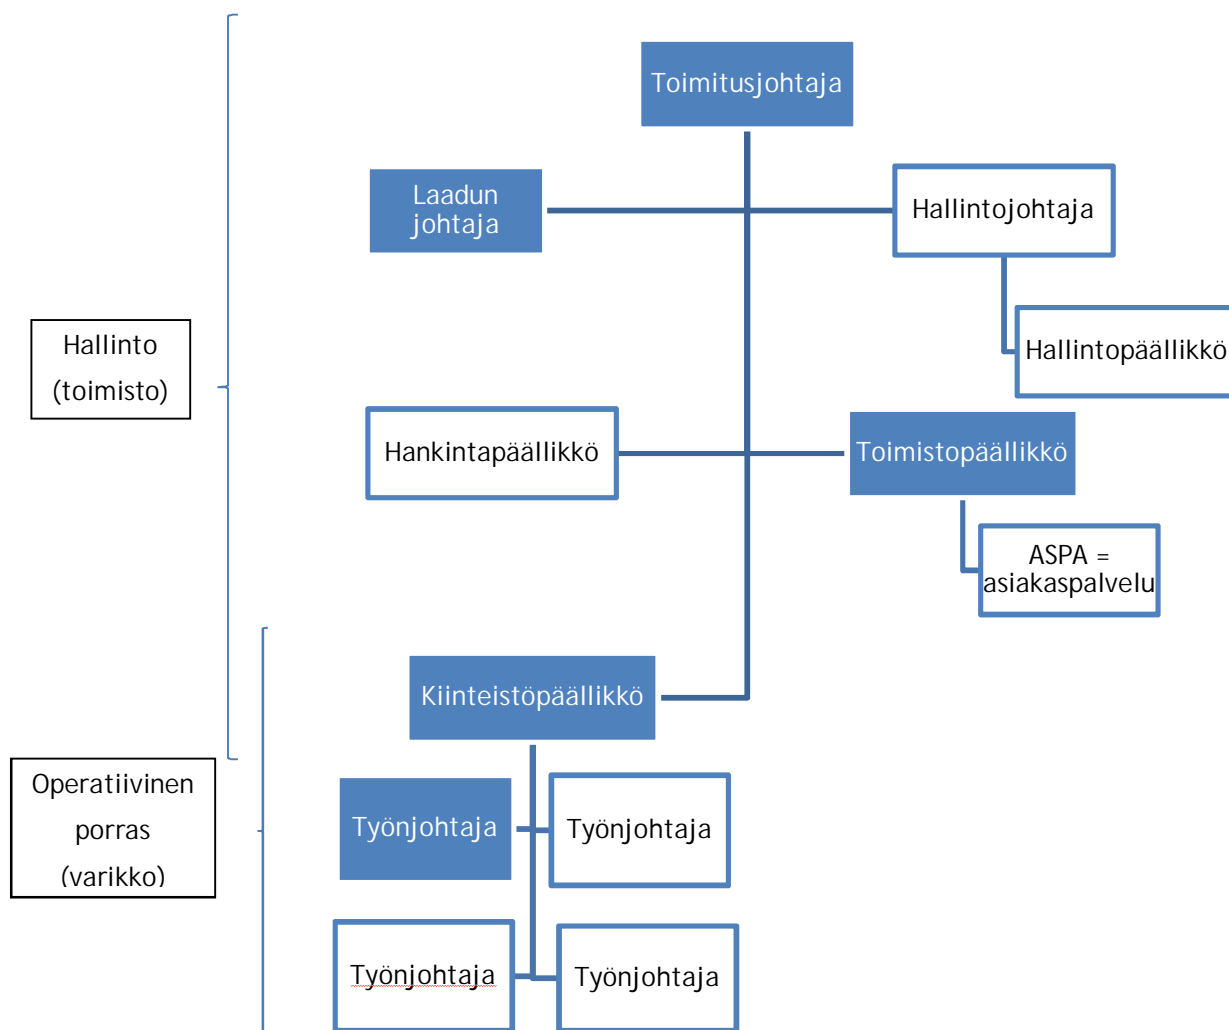 Toimitusjohtaja
Laadun
johtaja
Hallintojohtaja
Hallinto
(toimisto)
Hallintopäällikkö
Hankintapäällikkö
Toimistopäällikkö
ASPA =
asiakaspalvelu
Kiinteistöpäällikkö
Operatiivinen
porras
(varikko)
Työnjohtaja
Työnjohtaja
Työnjohtaja
Työnjohtaja